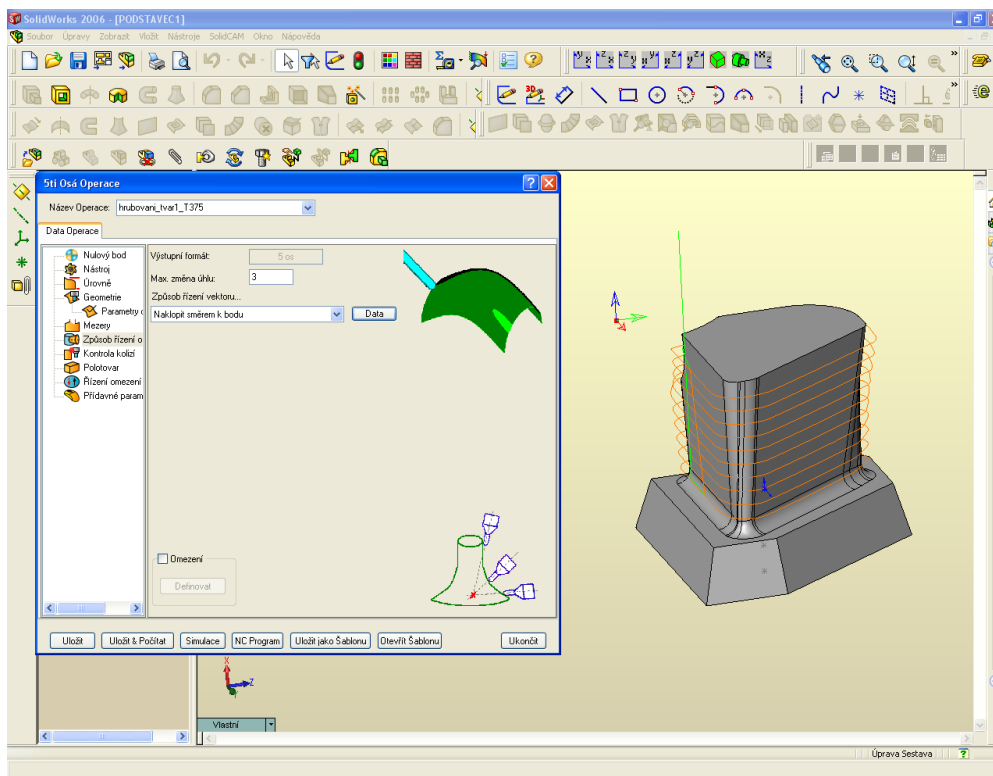 SolidWorks 2006 - [PODSTAVEC1]
Soubor Úpravy Zobrazit Vložit Nástroje SolidCAM Okno Nápověda
5ti Osá Operace
Název Operace: hrubovani_tvar1_T375
Data Operace
Nulový bod
Nástroj
Úrovně
Geometrie
Parametry o
Mezery
Způsob řízení o
Kontrola kolizí
Polotovar
Řízení omezení
Přídavné param
Výstupní formát: 5 os
Max. změna úhlu: 3
Způsob řízení vektoru...
Naklopit směrem k bodu Data
Omezení
Definovat
Uložit Uložit & Počítat Simulace NC Program Uložit jako Šablonu Otevřít Šablonu Ukončit
X
Z
Vlastní
Úprava Sestava